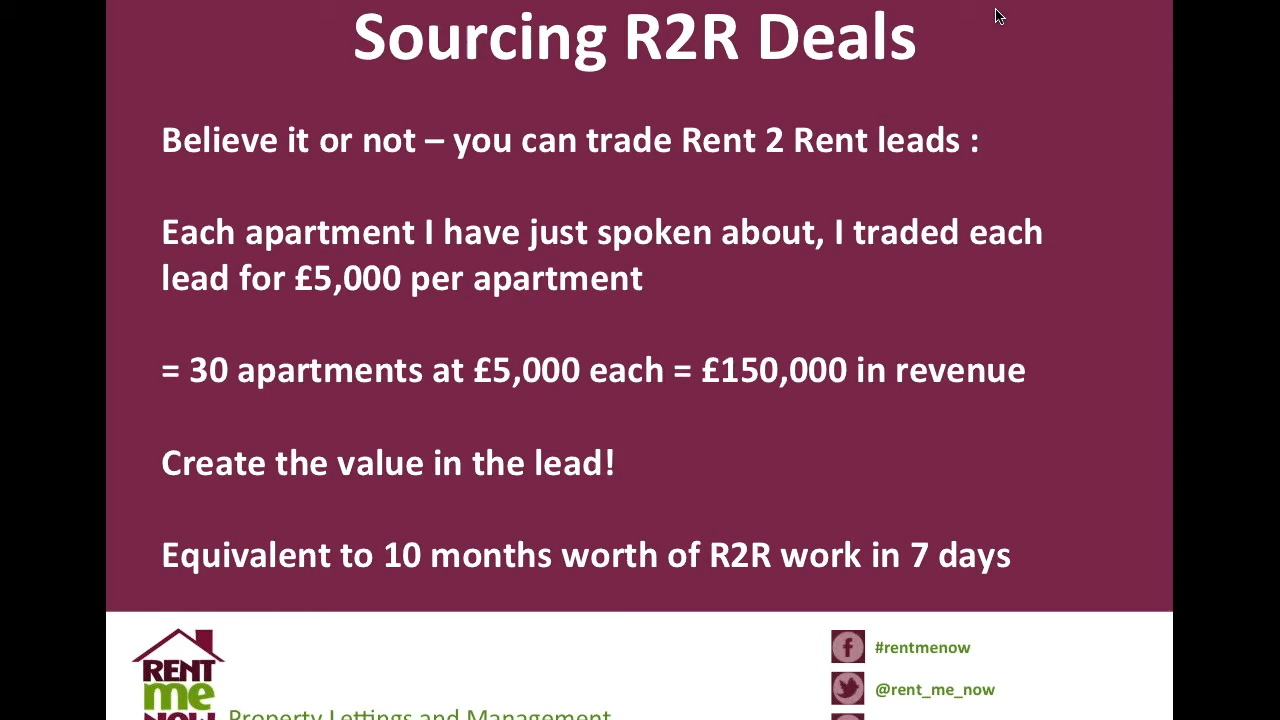 Sourcing R2R Deals
Believe it or not – you can trade Rent 2 Rent leads :
Each apartment I have just spoken about, I traded each
lead for £5,000 per apartment
= 30 apartments at £5,000 each = £150,000 in revenue
Create the value in the lead!
Equivalent to 10 months worth of R2R work in 7 days
RENT
me
NOW
Property Lettings and Management
#rentmenow
@rent_me_now